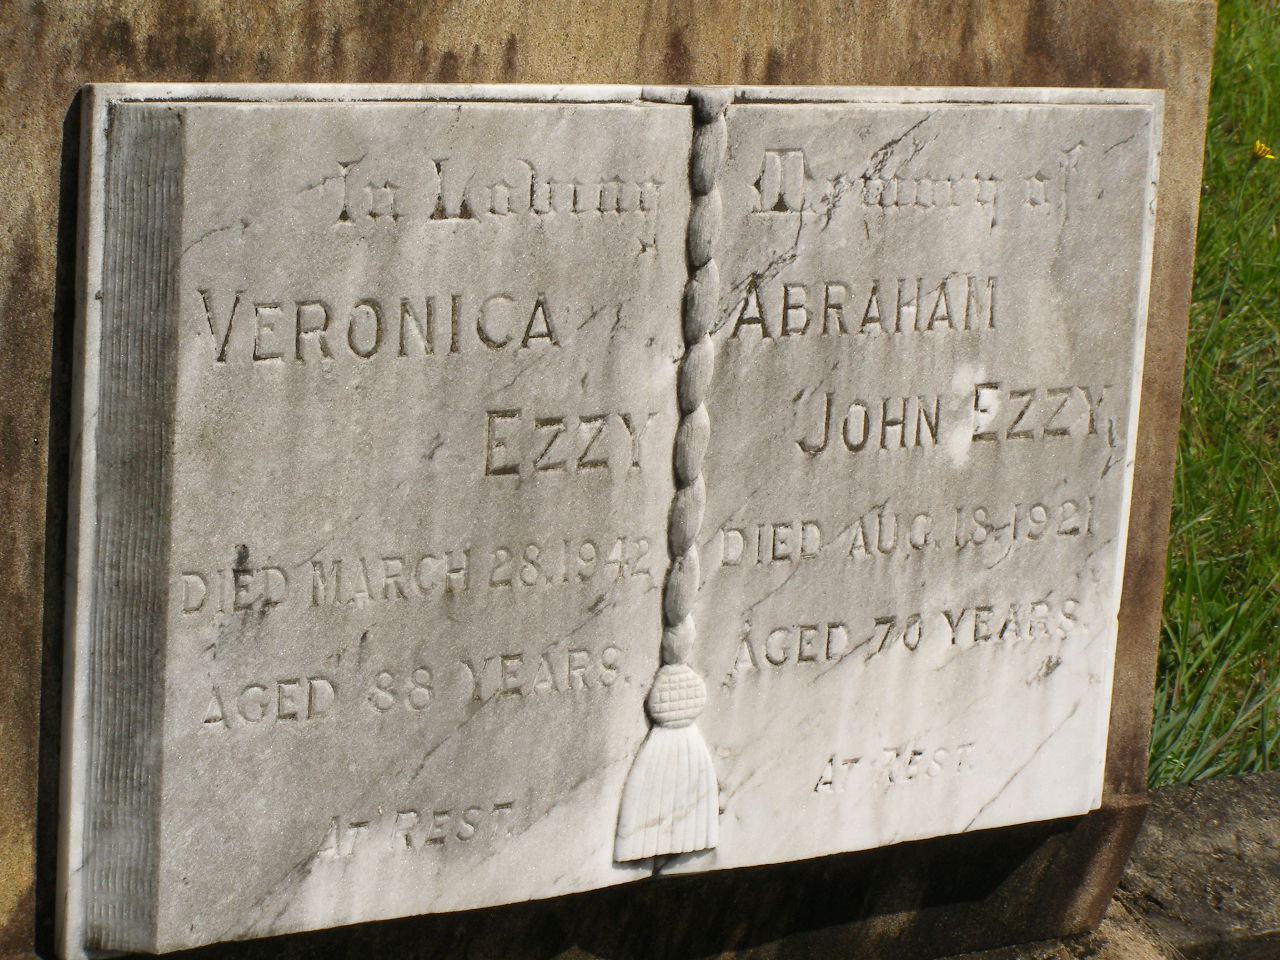 In Loving
VERONICA
EZZY
DIED MARCH 28.1942
AGED 88 YEARS.
AT REST.
Memory of
ABRAHAM
JOHN EZZY
DIED AUG. 18-1921
AGED 70 YEARS.
AT REST.